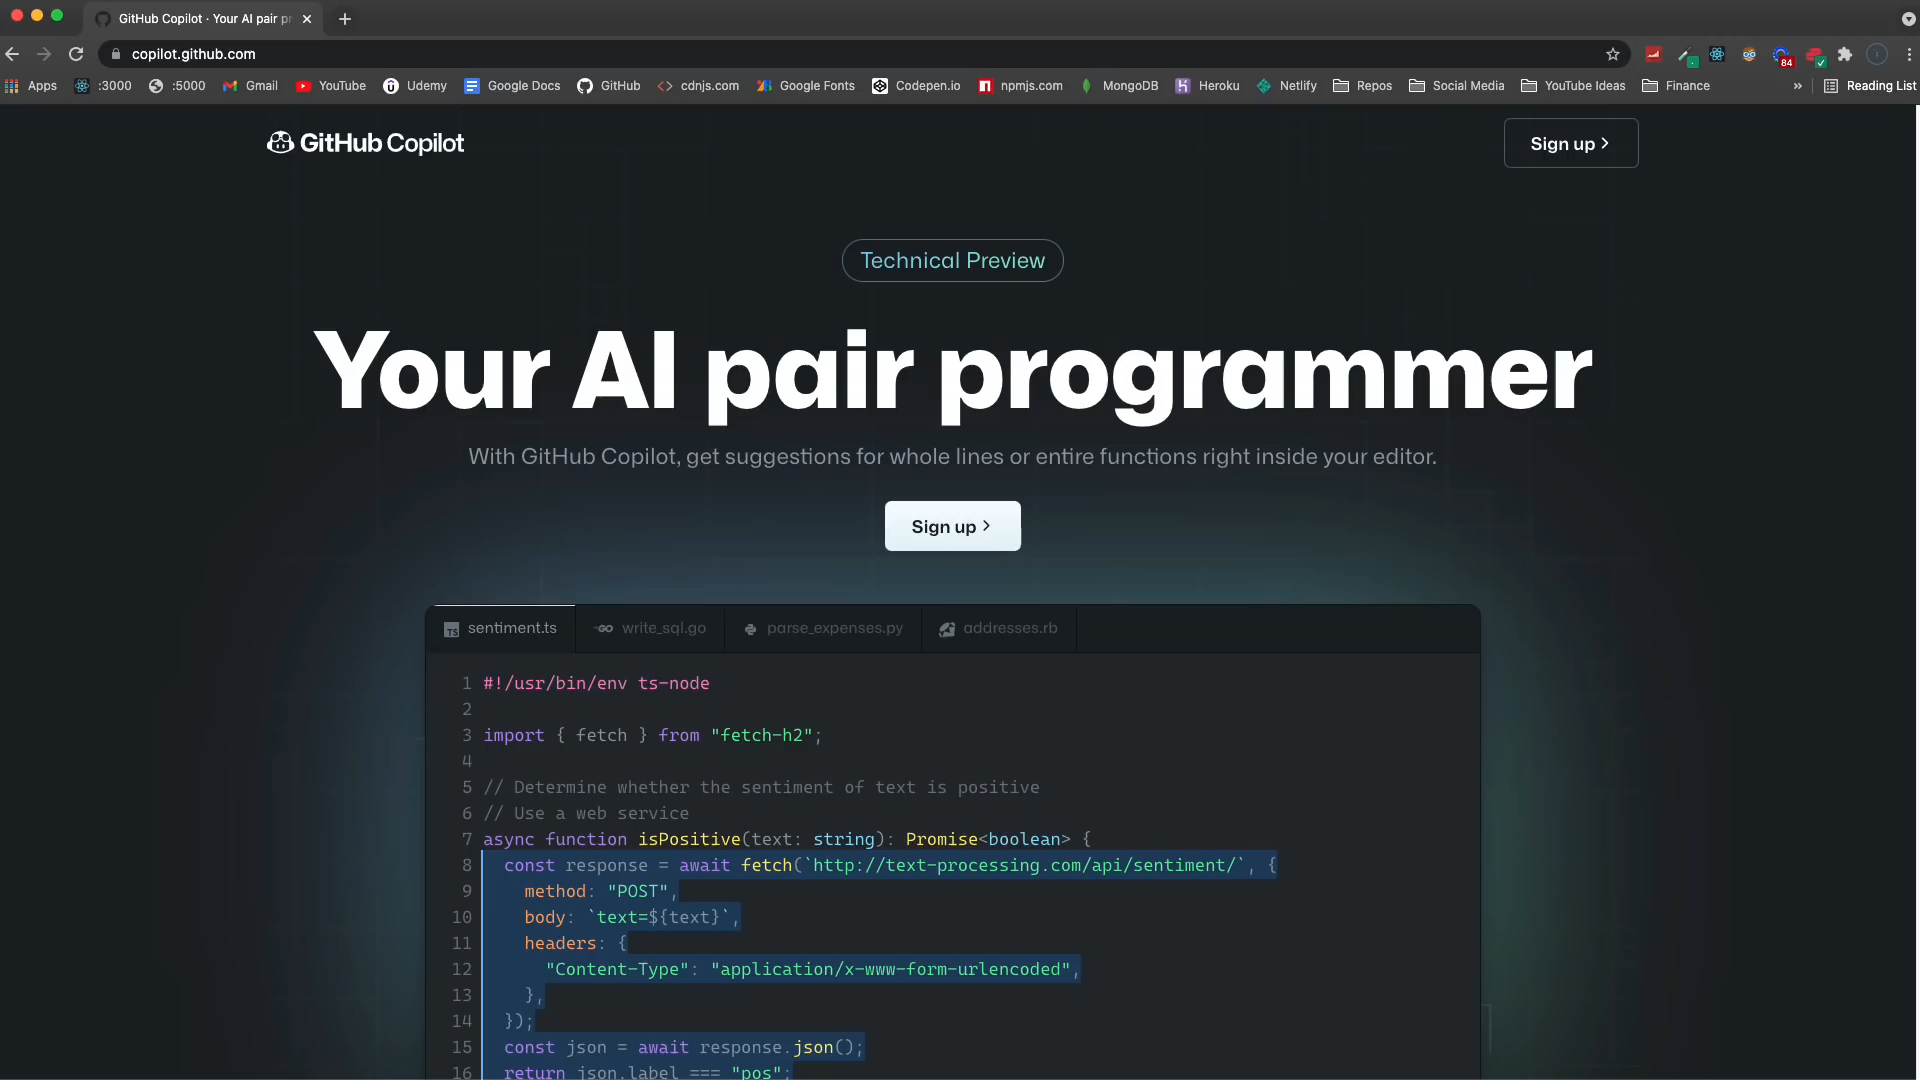 GitHub Copilot · Your AI pair pr
copilot.github.com
84
Apps :3000 :5000 Gmail YouTube Udemy Google Docs GitHub cdnjs.com Google Fonts Codepen.io npmjs.com MongoDB Heroku Netlify Repos Social Media YouTube Ideas Finance » Reading List
GitHub Copilot
Sign up >
Technical Preview
Your AI pair programmer
With GitHub Copilot, get suggestions for whole lines or entire functions right inside your editor.
Sign up >
TS sentiment.ts GO write_sql.go parse_expenses.py addresses.rb
1 #!/usr/bin/env ts-node
2
3 import { fetch } from "fetch-h2";
4
5 // Determine whether the sentiment of text is positive
6 // Use a web service
7 async function isPositive(text: string): Promise<boolean> {
8 const response = await fetch(`http://text-processing.com/api/sentiment/`, {
9 method: "POST",
10 body: `text=${text}`,
11 headers: {
12 "Content-Type": "application/x-www-form-urlencoded",
13 },
14 });
15 const json = await response.json();
16 return json.label === "pos";